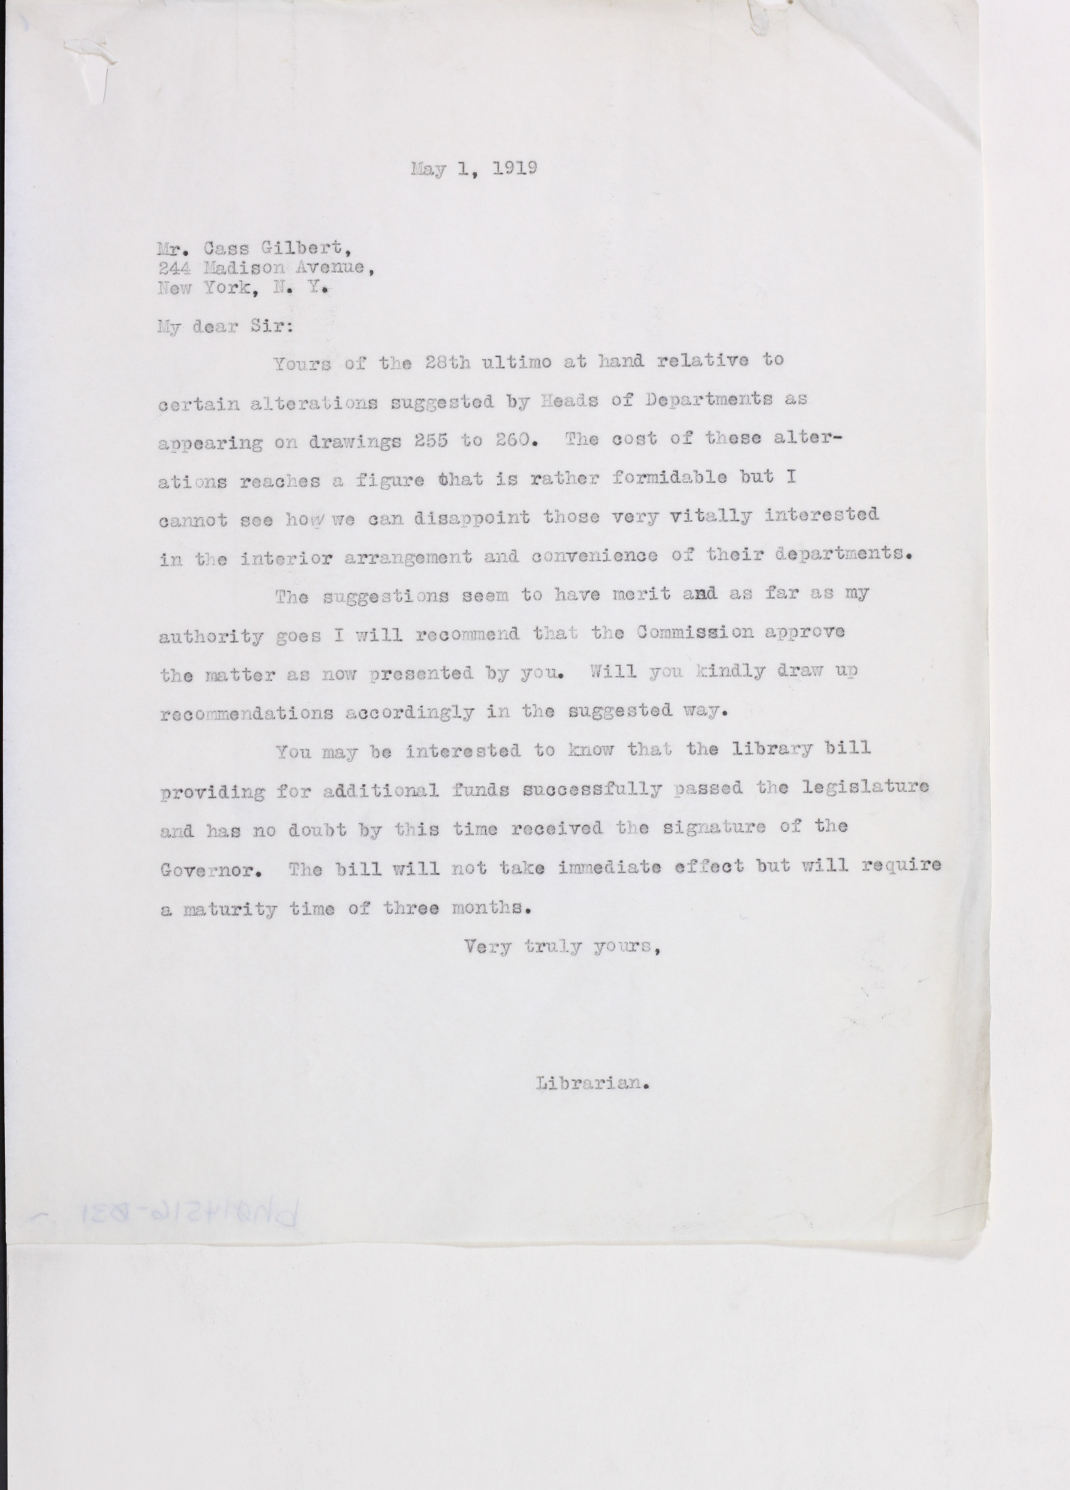 May 1, 1919
Mr. Cass Gilbert,
244 Madison Avenue,
New York, N. Y.
My dear Sir:
Yours of the 28th ultimo at hand relative to
certain alterations suggested by Heads of Departments as
appearing on drawings 255 to 260. The cost of these alter-
ations reaches a figure that is rather formidable but I
cannot see how we can disappoint those very vitally interested
in the interior arrangement and convenience of their departments.
The suggestions seem to have merit and as far as my
authority goes I will recommend that the Commission approve
the matter as now presented by you. Will you kindly draw up
recommendations accordingly in the suggested way.
You may be interested to know that the library bill
providing for additional funds successfully passed the legislature
and has no doubt by this time received the signature of the
Governor. The bill will not take immediate effect but will require
a maturity time of three months.
Very truly yours,
Librarian.
bh014516-031